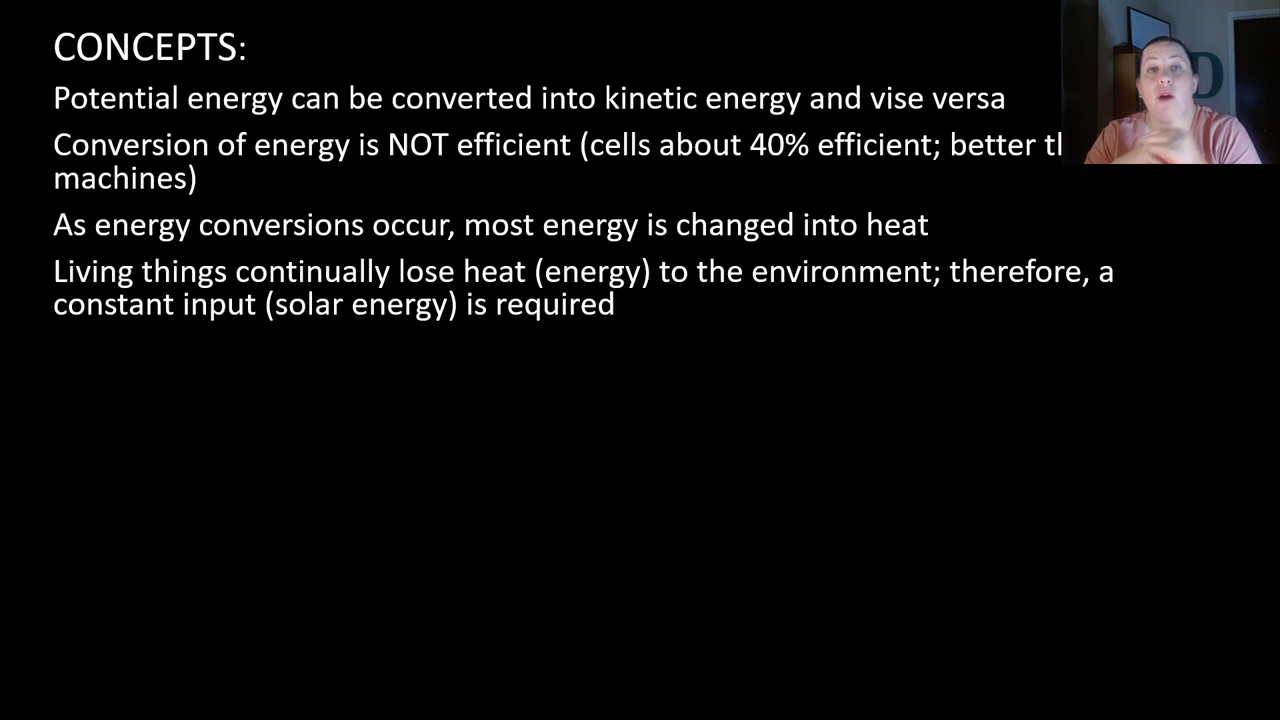 CONCEPTS:
Potential energy can be converted into kinetic energy and vise versa
Conversion of energy is NOT efficient (cells about 40% efficient; better
machines)
As energy conversions occur, most energy is changed into heat
Living things continually lose heat (energy) to the environment; therefore, a
constant input (solar energy) is required
D